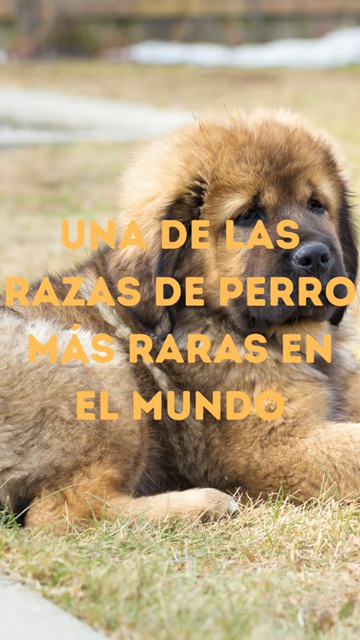 UNA DE LAS
RAZAS DE PERRO
MÁS RARAS EN
EL MUNDO